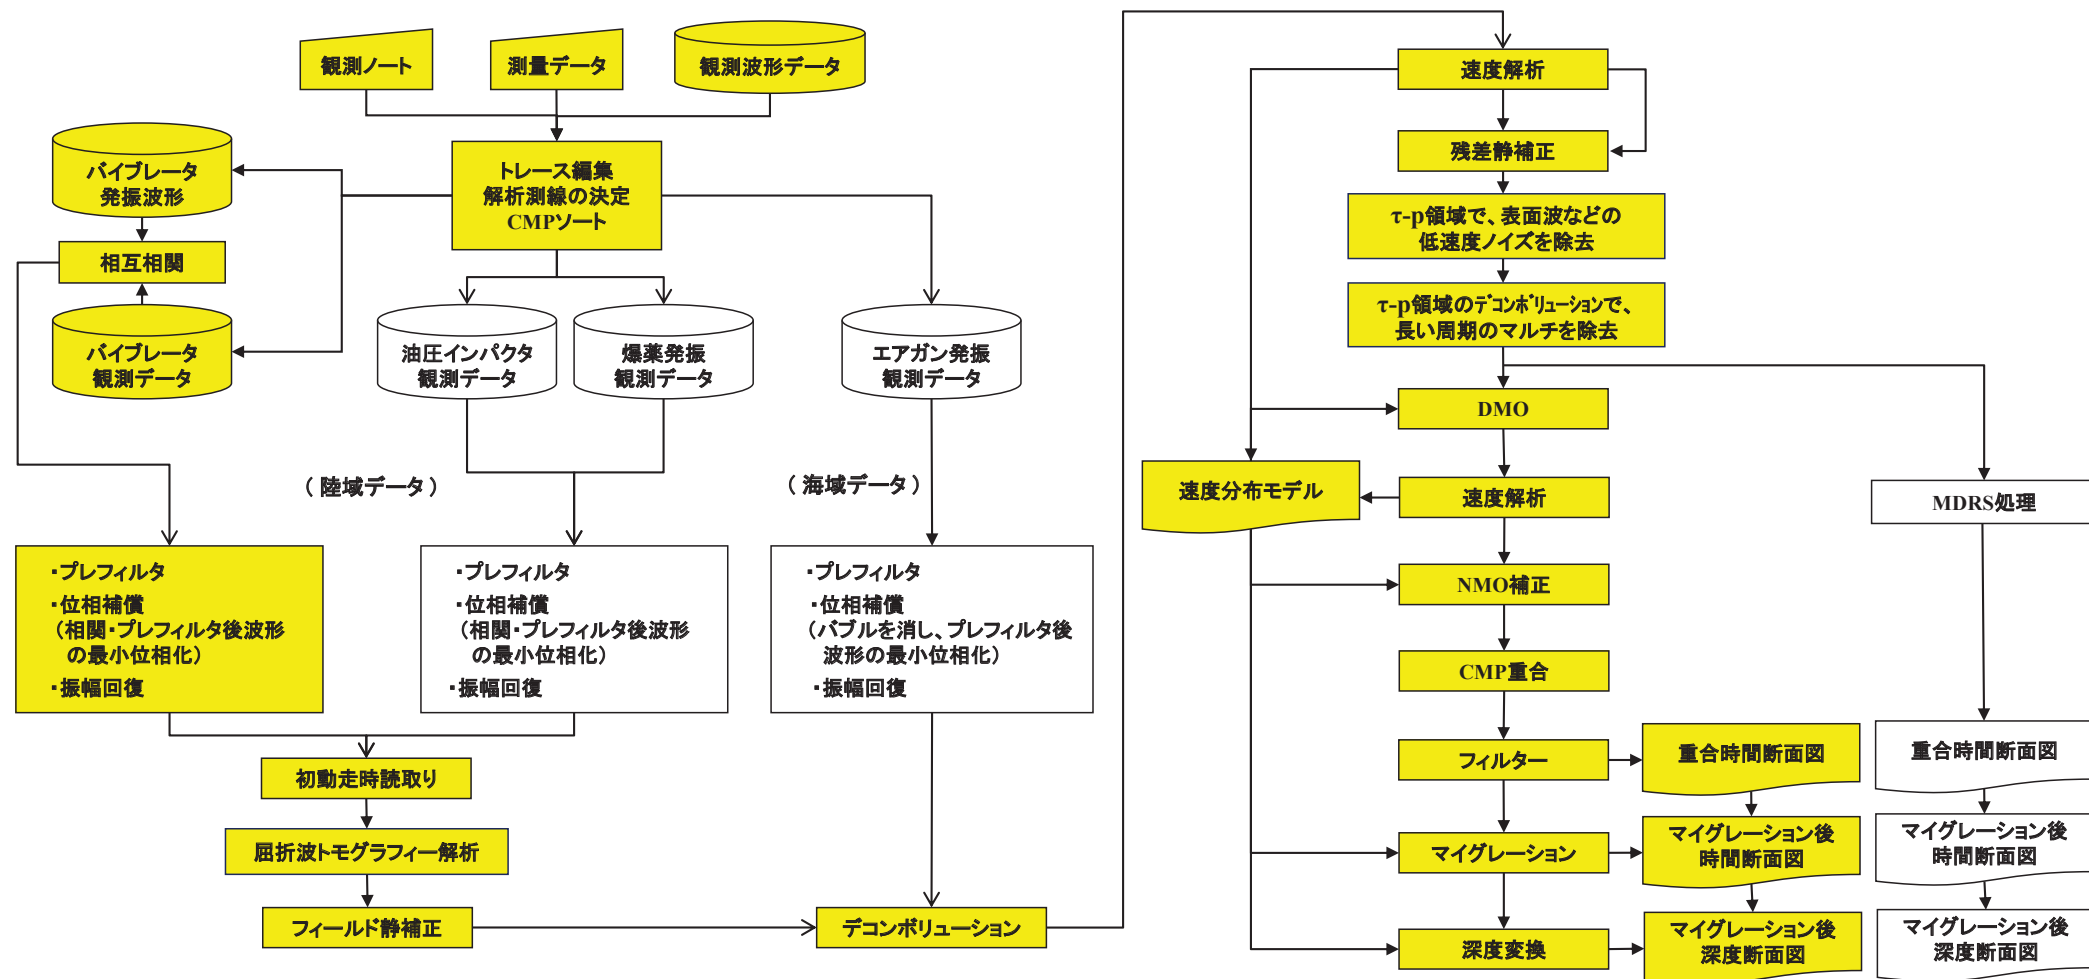 観測ノート
測量データ
観測波形データ
バイブレータ
発振波形
トレース編集
解析測線の決定
CMPソート
相互相関
バイブレータ
観測データ
油圧インパクタ
観測データ
爆薬発振
観測データ
エアガン発振
観測データ
（陸域データ）
（海域データ）
・プレフィルタ
・位相補償
（相関・プレフィルタ後波形
の最小位相化）
・振幅回復
・プレフィルタ
・位相補償
（相関・プレフィルタ後波形
の最小位相化）
・振幅回復
・プレフィルタ
・位相補償
（バブルを消し、プレフィルタ後
波形の最小位相化）
・振幅回復
初動走時読取り
屈折波トモグラフィー解析
フィールド静補正
デコンボリューション
速度解析
残差静補正
τ-p領域で、表面波などの
低速度ノイズを除去
τ-p領域のデコンボリューションで、
長い周期のマルチを除去
DMO
速度分布モデル
速度解析
MDRS処理
NMO補正
CMP重合
フィルター
重合時間断面図
重合時間断面図
マイグレーション
マイグレーション後
時間断面図
マイグレーション後
時間断面図
深度変換
マイグレーション後
深度断面図
マイグレーション後
深度断面図